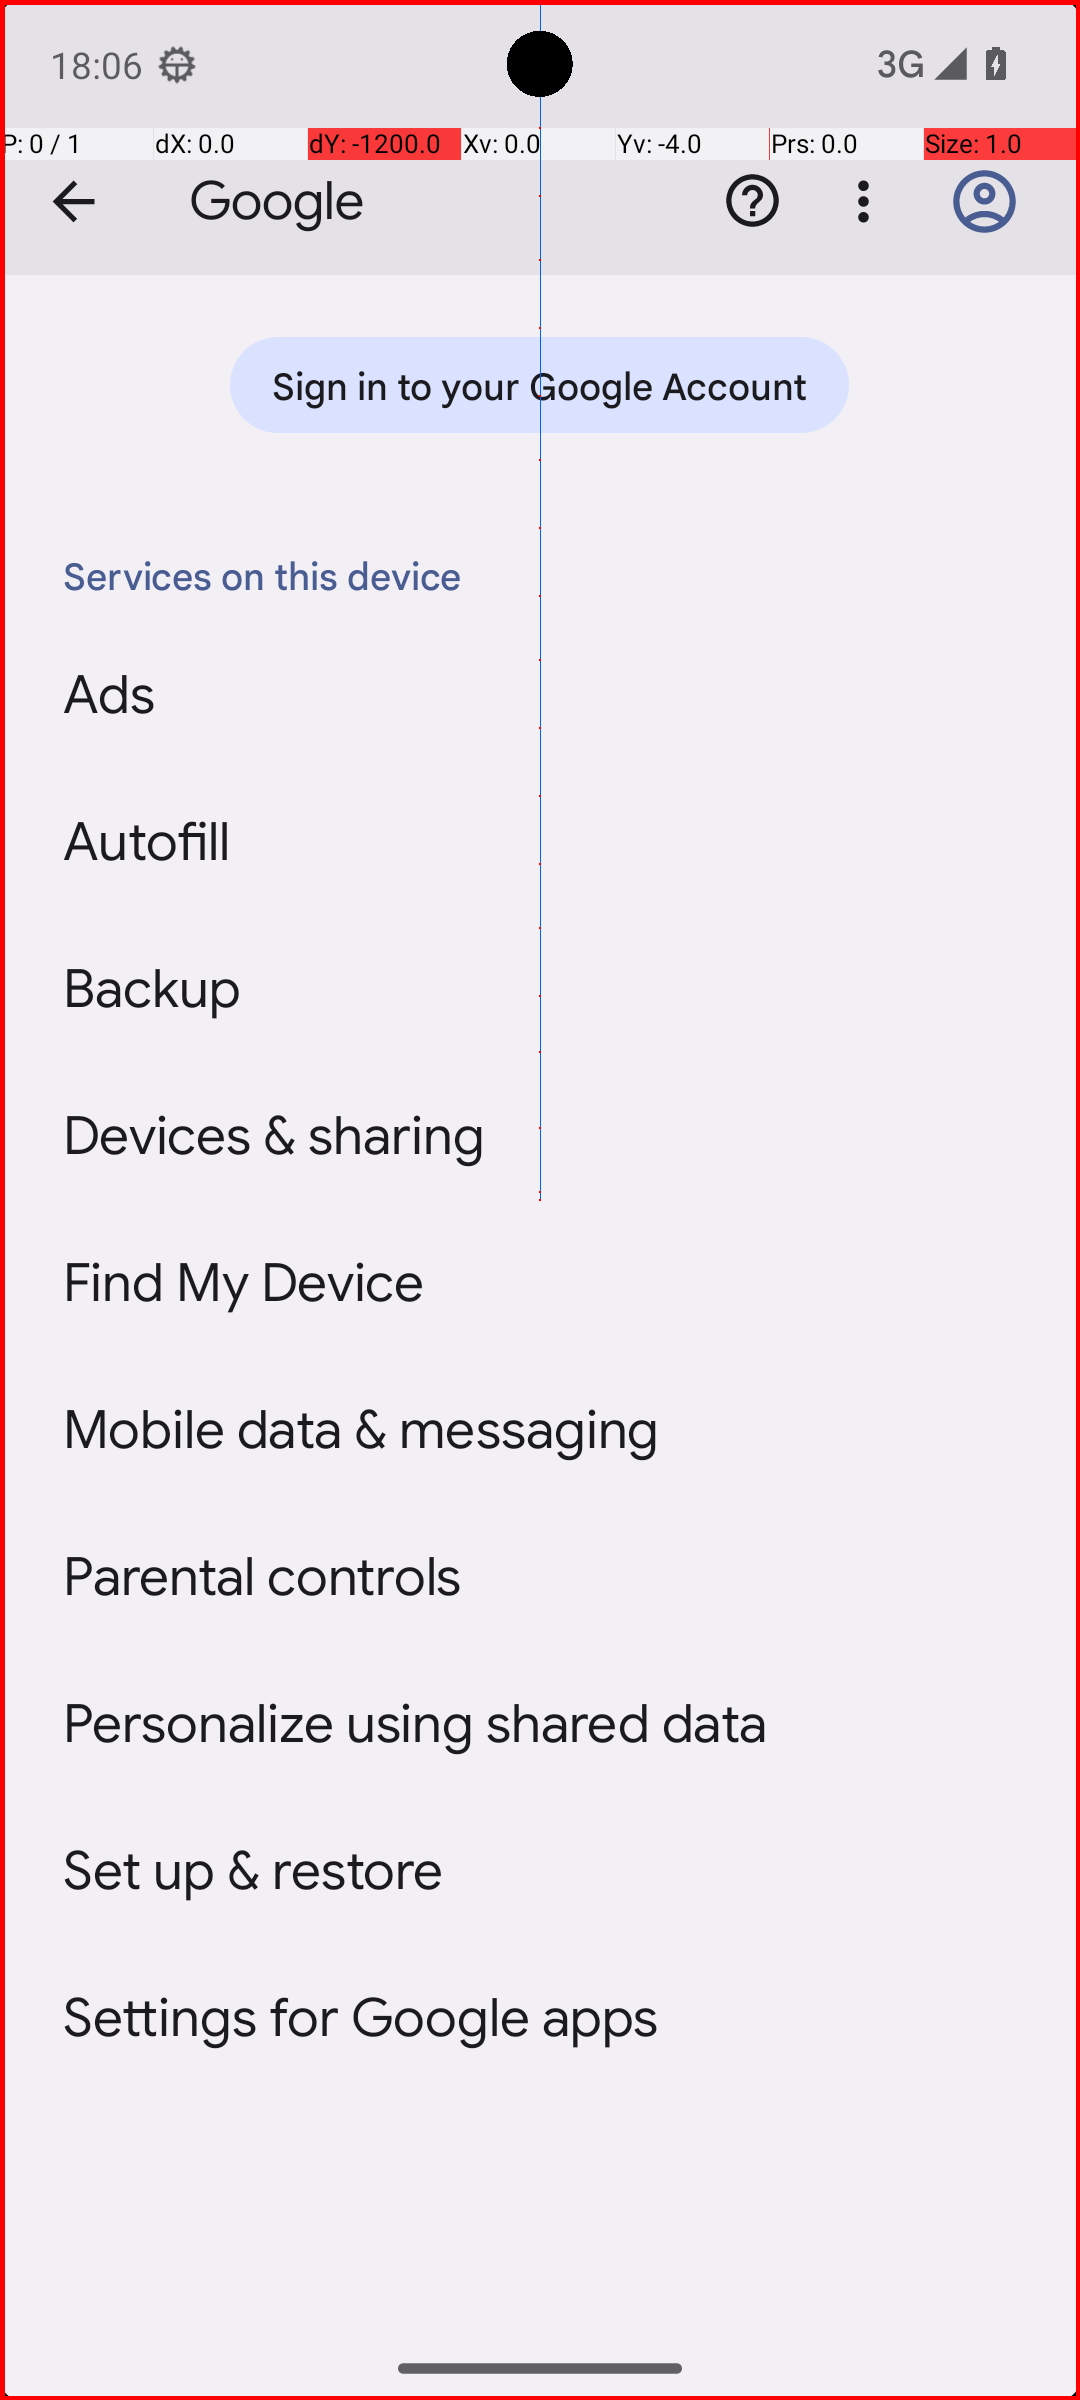 18:06
3G
P: 0 / 1 dX: 0.0 dY: -1200.0 Xv: 0.0 Yv: -4.0 Prs: 0.0 Size: 1.0
Google
Sign in to your Google Account
Services on this device
Ads
Autofill
Backup
Devices & sharing
Find My Device
Mobile data & messaging
Parental controls
Personalize using shared data
Set up & restore
Settings for Google apps